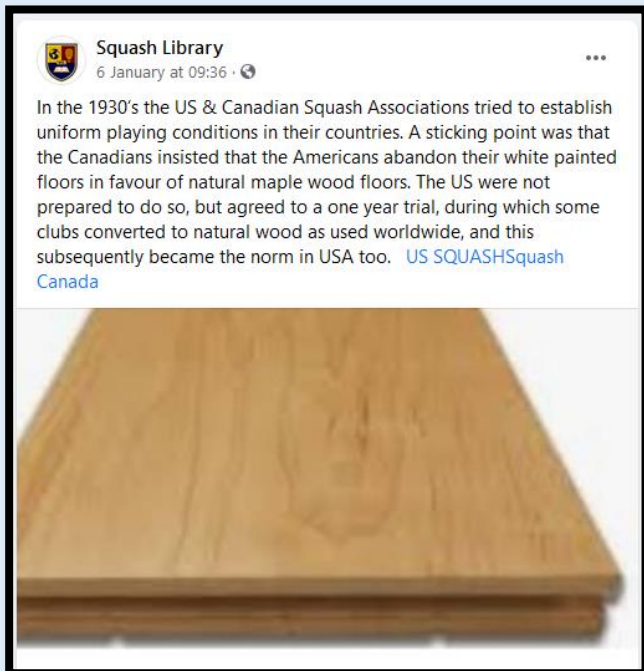 Squash Library
6 January at 09:36 ·
In the 1930's the US & Canadian Squash Associations tried to establish
uniform playing conditions in their countries. A sticking point was that
the Canadians insisted that the Americans abandon their white painted
floors in favour of natural maple wood floors. The US were not
prepared to do so, but agreed to a one year trial, during which some
clubs converted to natural wood as used worldwide, and this
subsequently became the norm in USA too. US SQUASHSquash
Canada